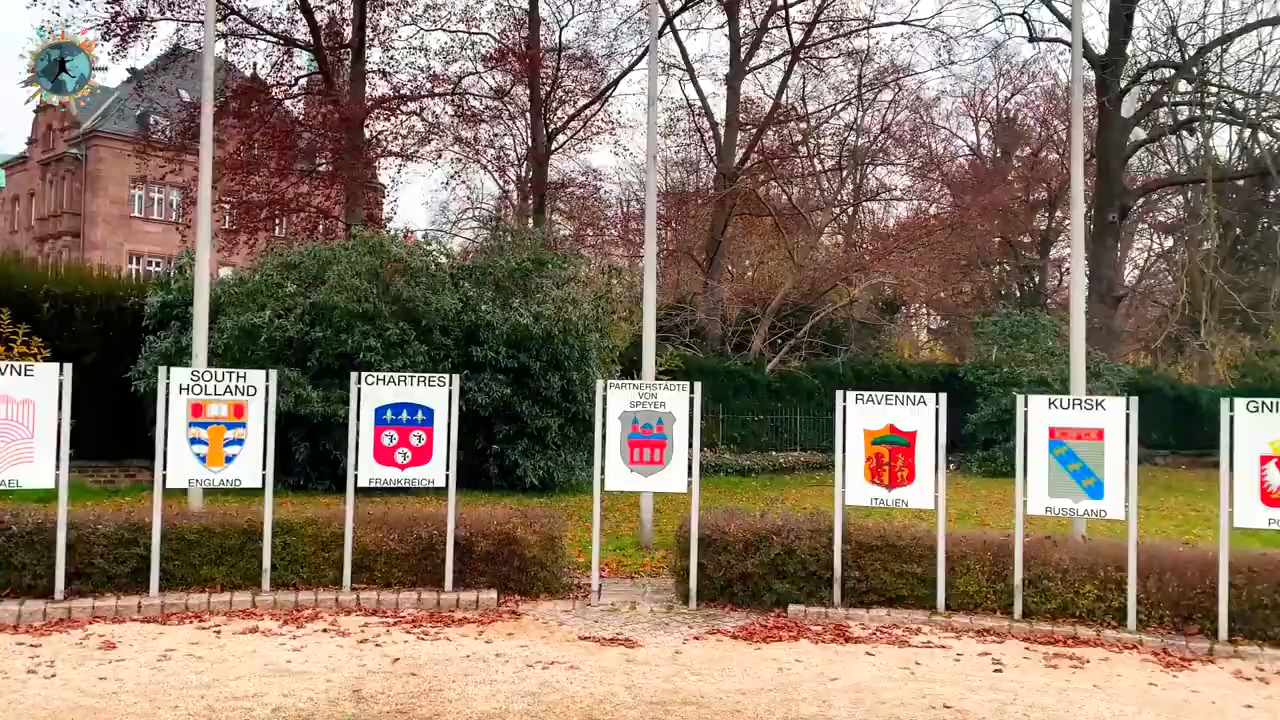 VNE
AEL
SOUTH
HOLLAND
ENGLAND
CHARTRES
FRANKREICH
PARTNERSTÄDTE
VON
SPEYER
RAVENNA
ITALIEN
KURSK
RUSSLAND
GNI
PO